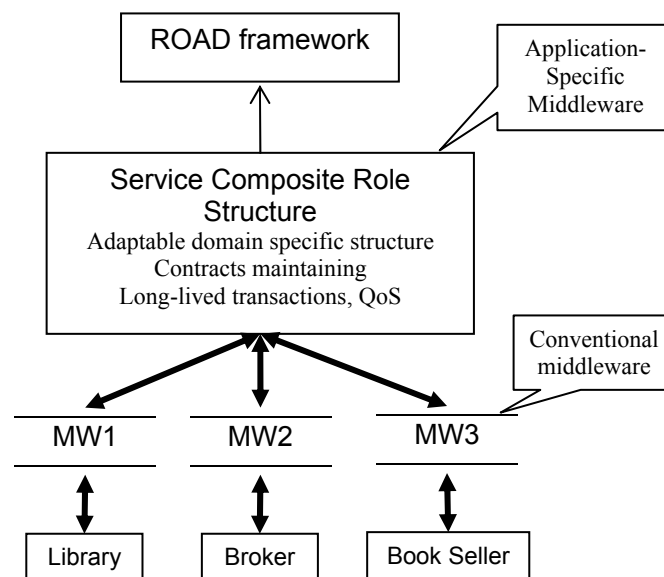 ROAD framework
Application-
Specific
Middleware
Service Composite Role
Structure
Adaptable domain specific structure
Contracts maintaining
Long-lived transactions, QoS
Conventional
middleware
MW1
MW2
MW3
Library
Broker
Book Seller